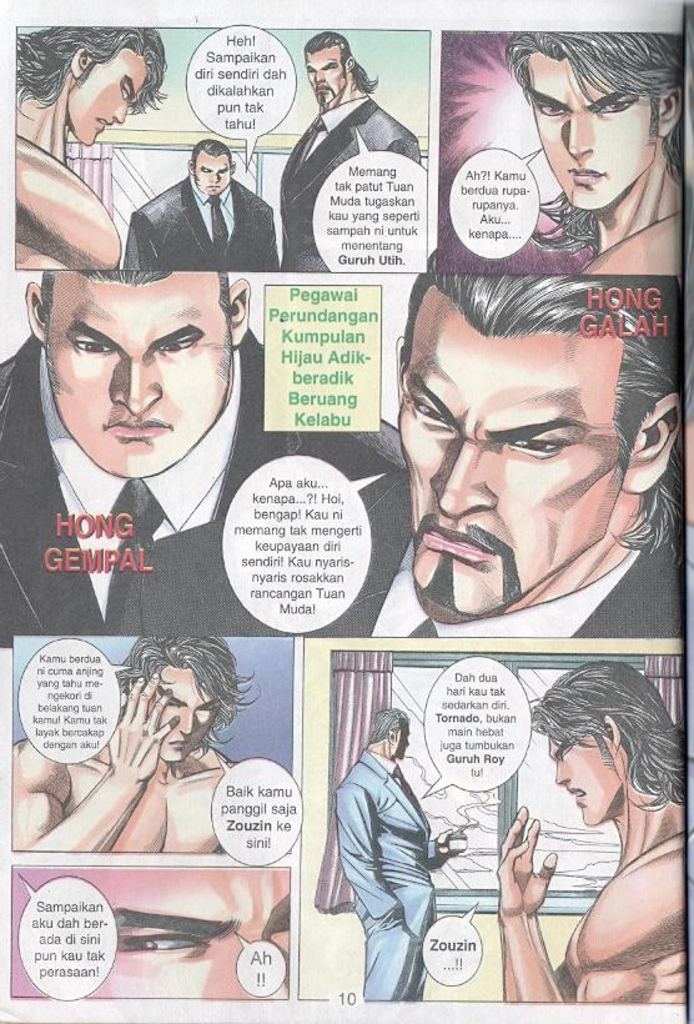 Heh!
Sampaikan
diri sendiri dah
dikalahkan
pun tak
tahu!
Memang
tak patut Tuan
Muda tugaskan
kau yang seperti
sampah ni untuk
menentang
Guruh Utih.
Ah?! Kamu
berdua rupa-
rupanya.
Aku...
kenapa....
HONG
GALAH
Pegawai
Perundangan
Kumpulan
Hijau Adik-
beradik
Beruang
Kelabu
HONG
GEMPAL
Apa aku...
kenapa...?! Hoi,
bengap! Kau ni
memang tak mengerti
keupayaan diri
sendiri! Kau nyaris-
nyaris rosakkan
rancangan Tuan
Muda!
Kamu berdua
ni cuma anjing
yang tahu me-
ngekori di
belakang tuan
kamu! Kamu tak
layak bercakap
dengan aku!
Baik kamu
panggil saja
Zouzin ke
sini!
Dah dua
hari kau tak
sedarkan diri.
Tornado, bukan
main hebat
juga tumbukan
Guruh Roy
tu!
Sampaikan
aku dah ber-
ada di sini
pun kau tak
perasaan!
Ah
!!
Zouzin
...!!
10